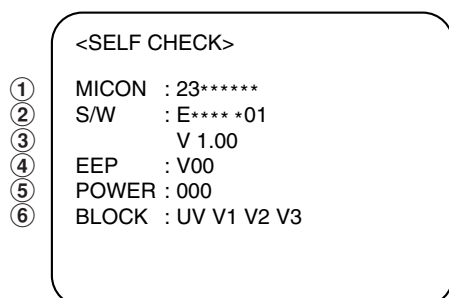 <SELF CHECK>
① MICON : 23******
② S/W : E**** *01
③ V 1.00
④ EEP : V00
⑤ POWER : 000
⑥ BLOCK : UV V1 V2 V3